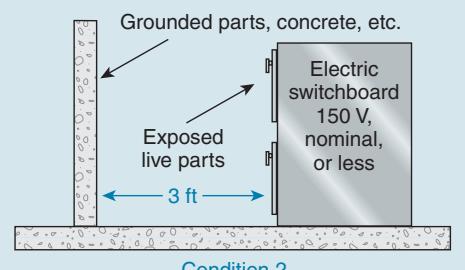 Grounded parts, concrete, etc.
Electric
switchboard
150 V,
nominal,
or less
Exposed
live parts
3 ft
Condition 2